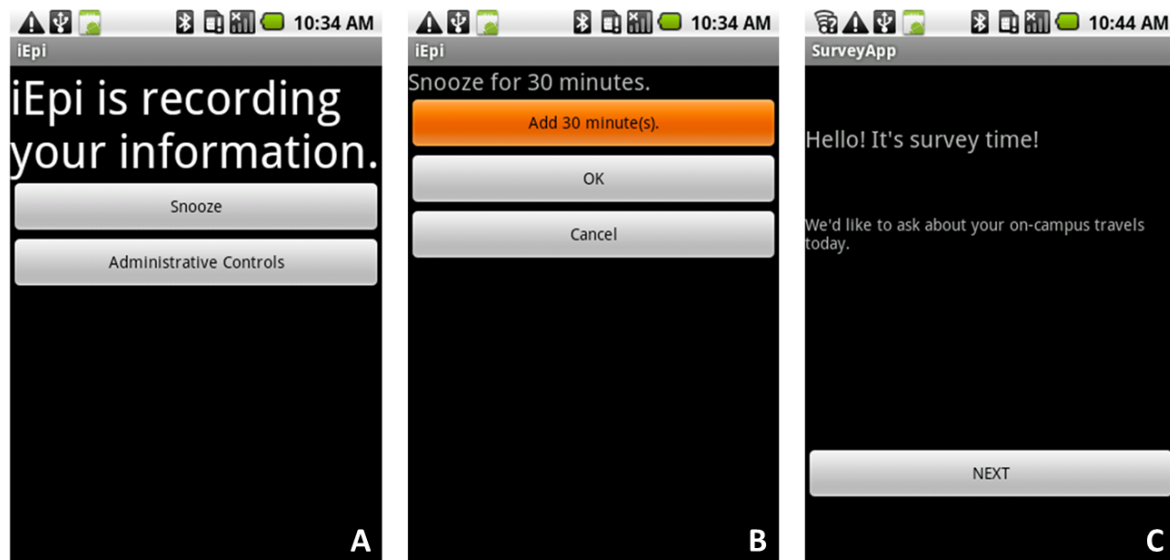 10:34 AM
iEpi
iEpi is recording
your information.
Snooze
Administrative Controls
A
10:34 AM
iEpi
Snooze for 30 minutes.
Add 30 minute(s).
OK
Cancel
B
10:44 AM
SurveyApp
Hello! It's survey time!
We'd like to ask about your on-campus travels
today.
NEXT
C